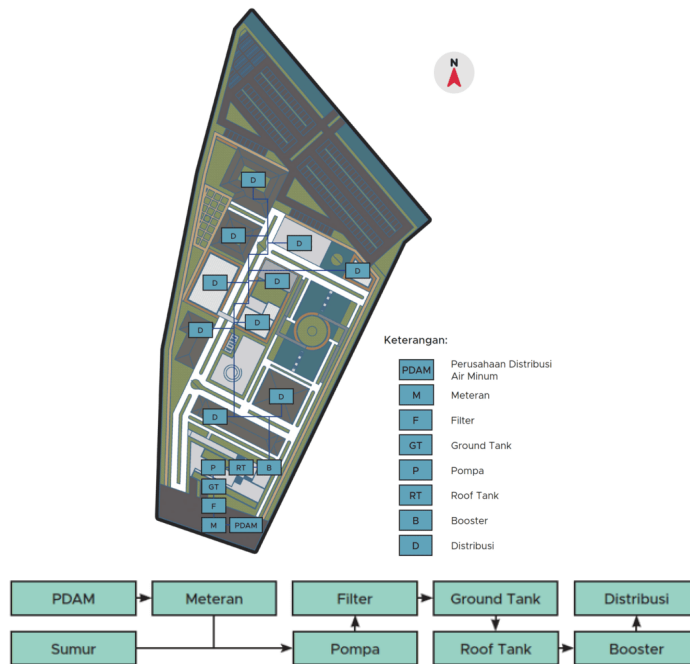 N
D
D
D
D
D
D
D
D
D
D
P
RT
B
GT
F
M
PDAM
Keterangan:
PDAM Perusahaan Distribusi
Air Minum
M Meteran
F Filter
GT Ground Tank
P Pompa
RT Roof Tank
B Booster
D Distribusi
PDAM Meteran Filter Ground Tank Distribusi
Sumur Pompa Roof Tank Booster